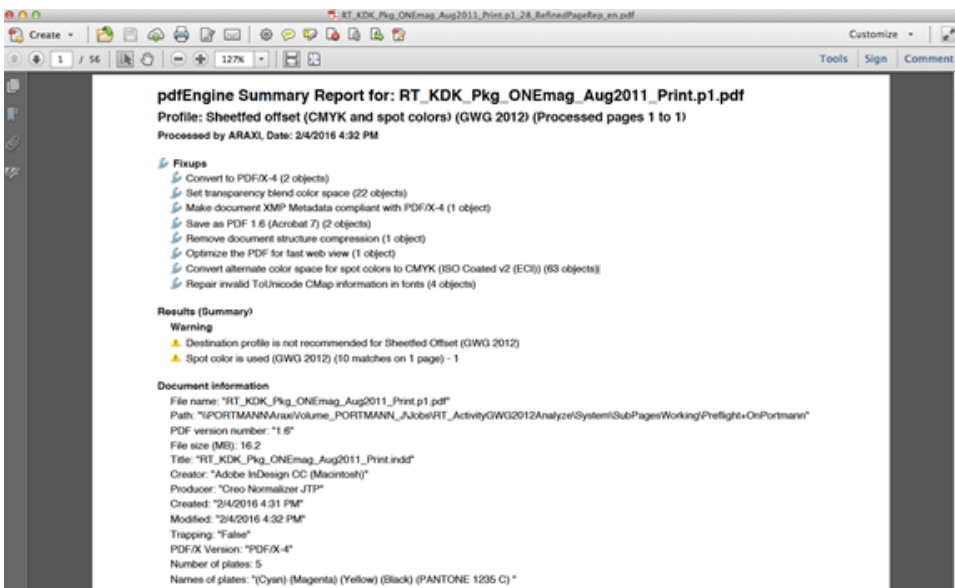 RT_KDK_Pkg_ONEmag_Aug2011_Print.p1_28_RefinedPageRep_en.pdf
Create Customize
1 / 56 127% Tools Sign Comment
pdfEngine Summary Report for: RT_KDK_Pkg_ONEmag_Aug2011_Print.p1.pdf
Profile: Sheetfed offset (CMYK and spot colors) (GWG 2012) (Processed pages 1 to 1)
Processed by ARAXI, Date: 2/4/2016 4:32 PM
Fixups
Convert to PDF/X-4 (2 objects)
Set transparency blend color space (22 objects)
Make document XMP Metadata compliant with PDF/X-4 (1 object)
Save as PDF 1.6 (Acrobat 7) (2 objects)
Remove document structure compression (1 object)
Optimize the PDF for fast web view (1 object)
Convert alternate color space for spot colors to CMYK (ISO Coated v2 (ECI)) (63 objects)
Repair invalid ToUnicode CMap information in fonts (4 objects)
Results (Summary)
Warning
Destination profile is not recommended for Sheetfed Offset (GWG 2012)
Spot color is used (GWG 2012) (10 matches on 1 page) - 1
Document information
File name: "RT_KDK_Pkg_ONEmag_Aug2011_Print.p1.pdf"
Path: "\\PORTMANN\AraxiVolume_PORTMANN_J\Jobs\RT_ActivityGWG2012Analyze\System\SubPagesWorking\Preflight+OnPortmann"
PDF version number: "1.6"
File size (MB): 16.2
Title: "RT_KDK_Pkg_ONEmag_Aug2011_Print.indd"
Creator: "Adobe InDesign CC (Macintosh)"
Producer: "Creo Normalizer JTP"
Created: "2/4/2016 4:31 PM"
Modified: "2/4/2016 4:32 PM"
Trapping: "False"
PDF/X Version: "PDF/X-4"
Number of plates: 5
Names of plates: "(Cyan) (Magenta) (Yellow) (Black) (PANTONE 1235 C) "